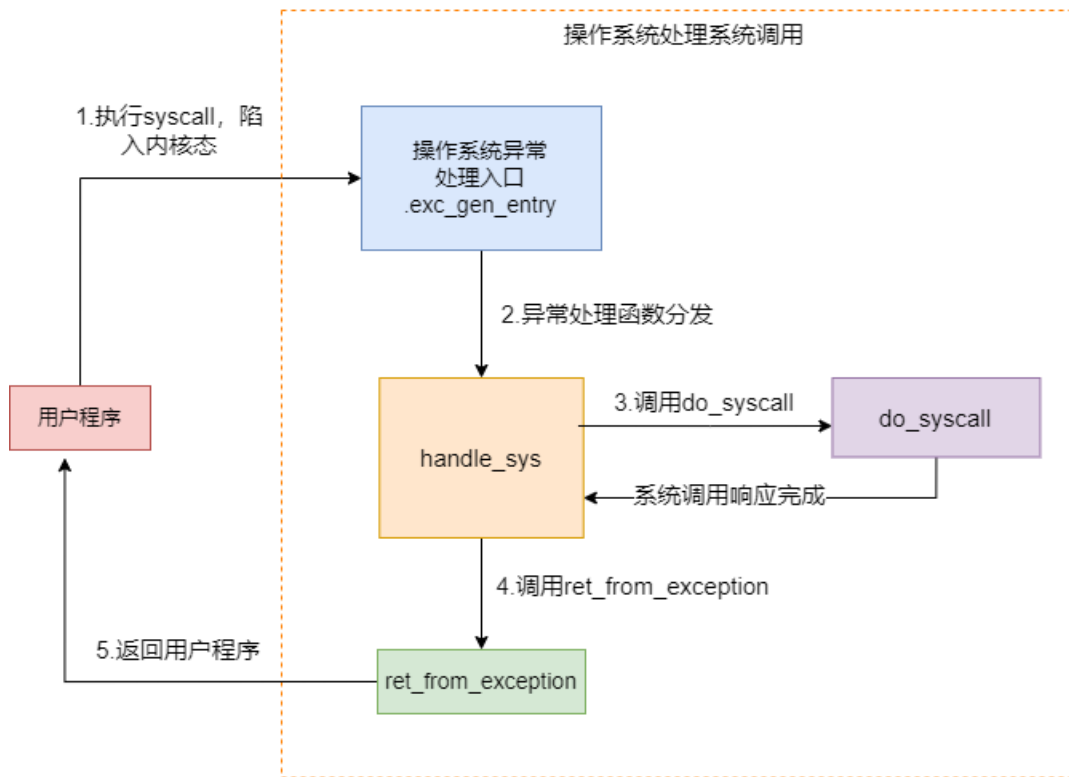 操作系统处理系统调用
1.执行syscall，陷
入内核态
操作系统异常
处理入口
.exc_gen_entry
2.异常处理函数分发
用户程序
handle_sys
3.调用do_syscall
do_syscall
系统调用响应完成
4.调用ret_from_exception
5.返回用户程序
ret_from_exception